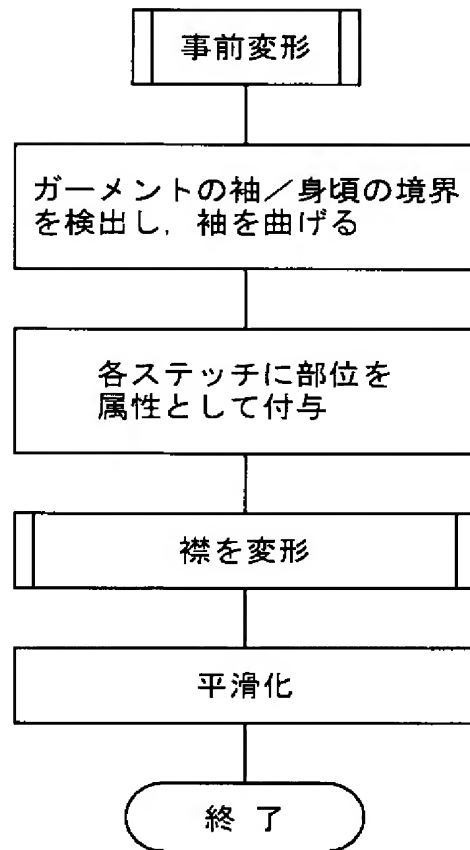 事前変形
ガーメントの袖／身頃の境界
を検出し，袖を曲げる
各ステッチに部位を
属性として付与
襟を変形
平滑化
終了